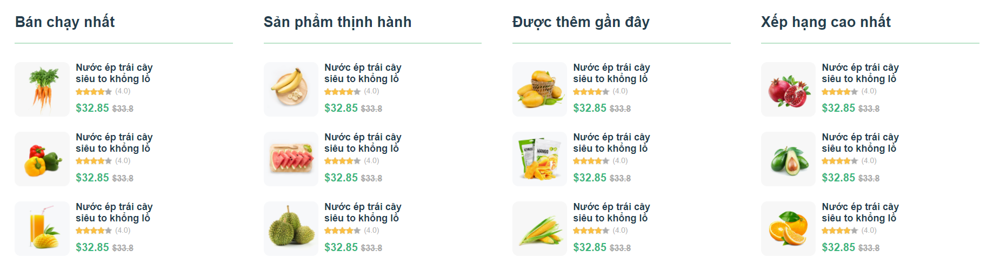 Bán chạy nhất
Nước ép trái cây
siêu to khổng lồ
(4.0)
$32.85 $33.8
Nước ép trái cây
siêu to khổng lồ
(4.0)
$32.85 $33.8
Nước ép trái cây
siêu to khổng lồ
(4.0)
$32.85 $33.8
Sản phẩm thịnh hành
Nước ép trái cây
siêu to khổng lồ
(4.0)
$32.85 $33.8
Nước ép trái cây
siêu to khổng lồ
(4.0)
$32.85 $33.8
Nước ép trái cây
siêu to khổng lồ
(4.0)
$32.85 $33.8
Được thêm gần đây
Nước ép trái cây
siêu to khổng lồ
(4.0)
$32.85 $33.8
MANGO
Nước ép trái cây
siêu to khổng lồ
(4.0)
$32.85 $33.8
Nước ép trái cây
siêu to khổng lồ
(4.0)
$32.85 $33.8
Xếp hạng cao nhất
Nước ép trái cây
siêu to khổng lồ
(4.0)
$32.85 $33.8
Nước ép trái cây
siêu to khổng lồ
(4.0)
$32.85 $33.8
Nước ép trái cây
siêu to khổng lồ
(4.0)
$32.85 $33.8